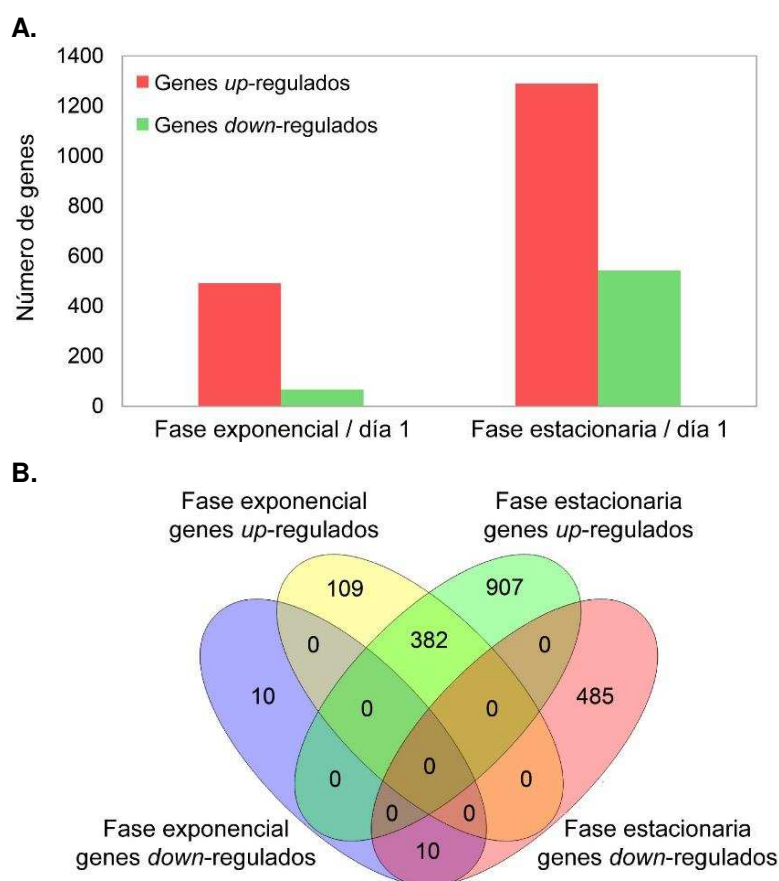 A.
1400
1200
1000
800
600
400
200
0
Número de genes
Genes up-regulados
Genes down-regulados
Fase exponencial / día 1
Fase estacionaria / día 1
B.
Fase exponencial
genes up-regulados
Fase estacionaria
genes up-regulados
109
907
0
382
0
10
485
0
0
0
0
0
0
0
10
Fase exponencial
genes down-regulados
Fase estacionaria
genes down-regulados